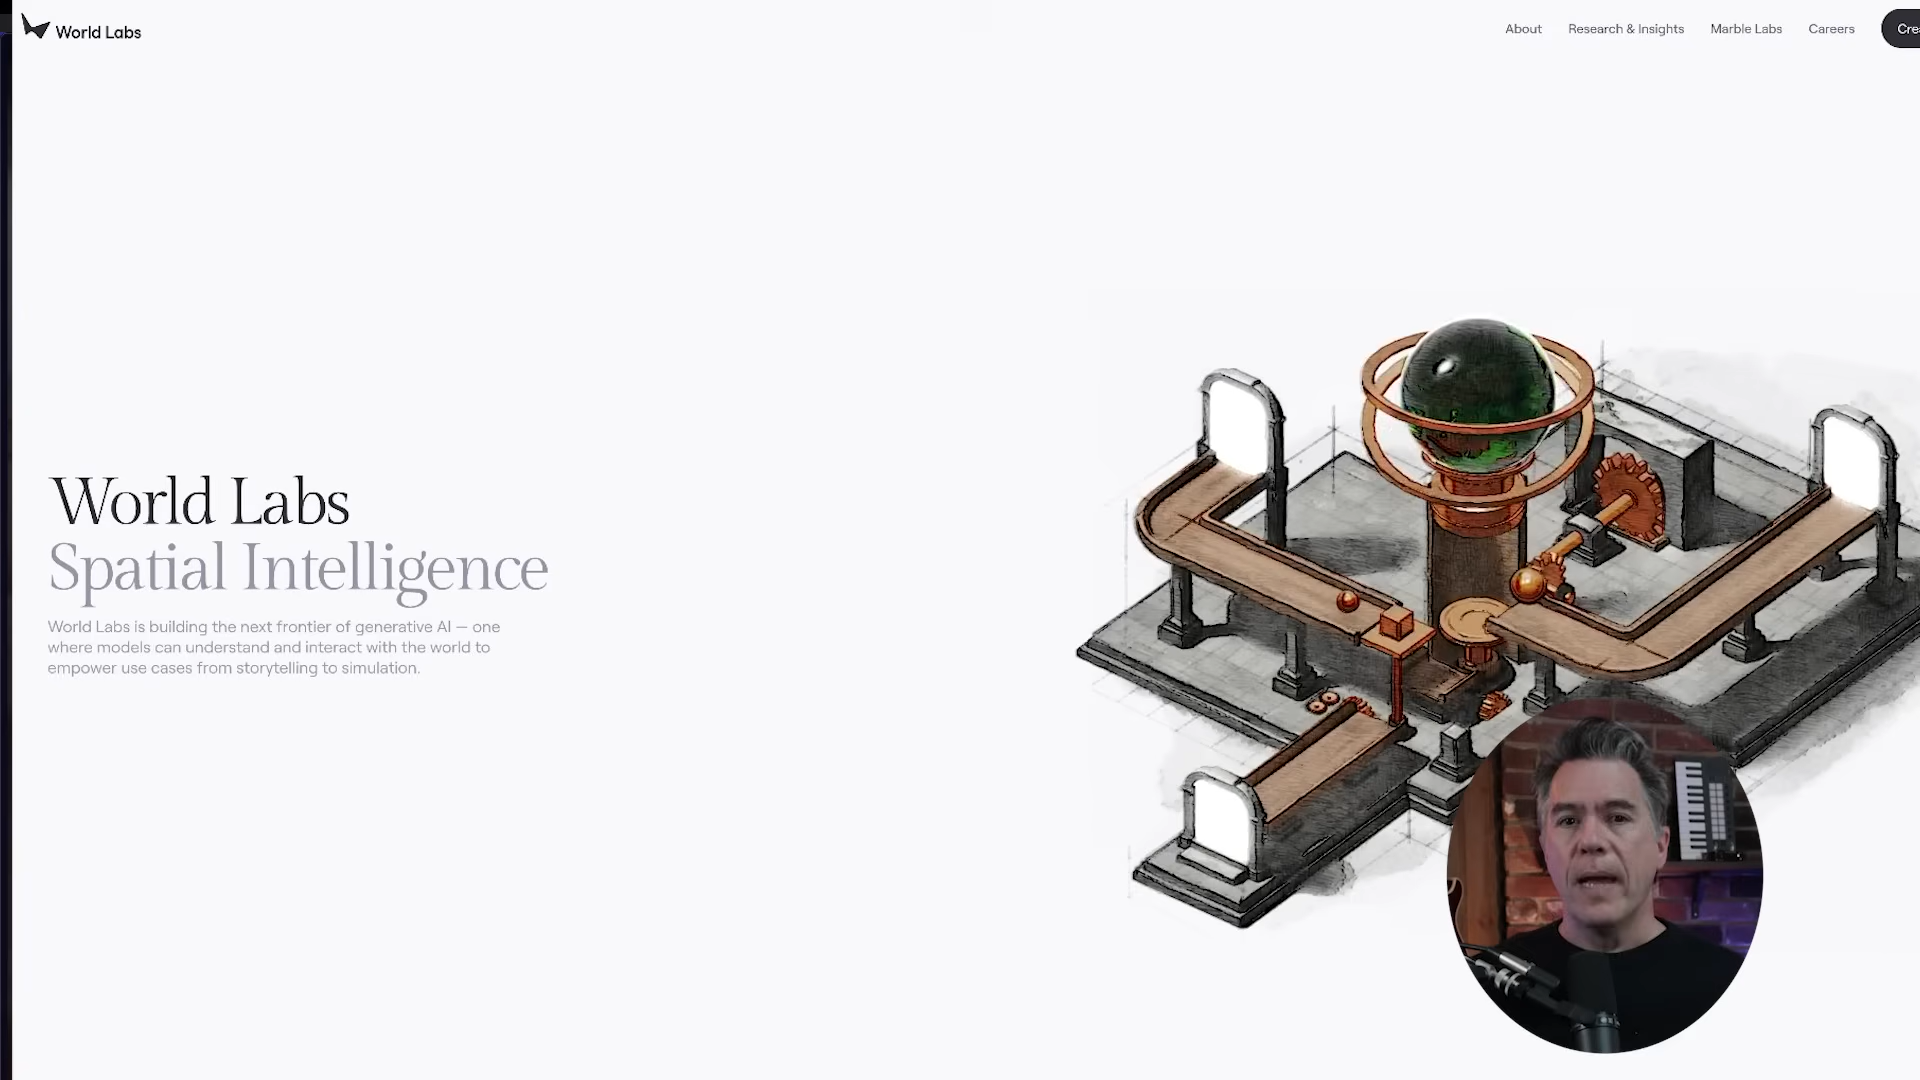 World Labs
About
Research & Insights
Marble Labs
Careers
World Labs
Spatial Intelligence
World Labs is building the next frontier of generative AI — one
where models can understand and interact with the world to
empower use cases from storytelling to simulation.